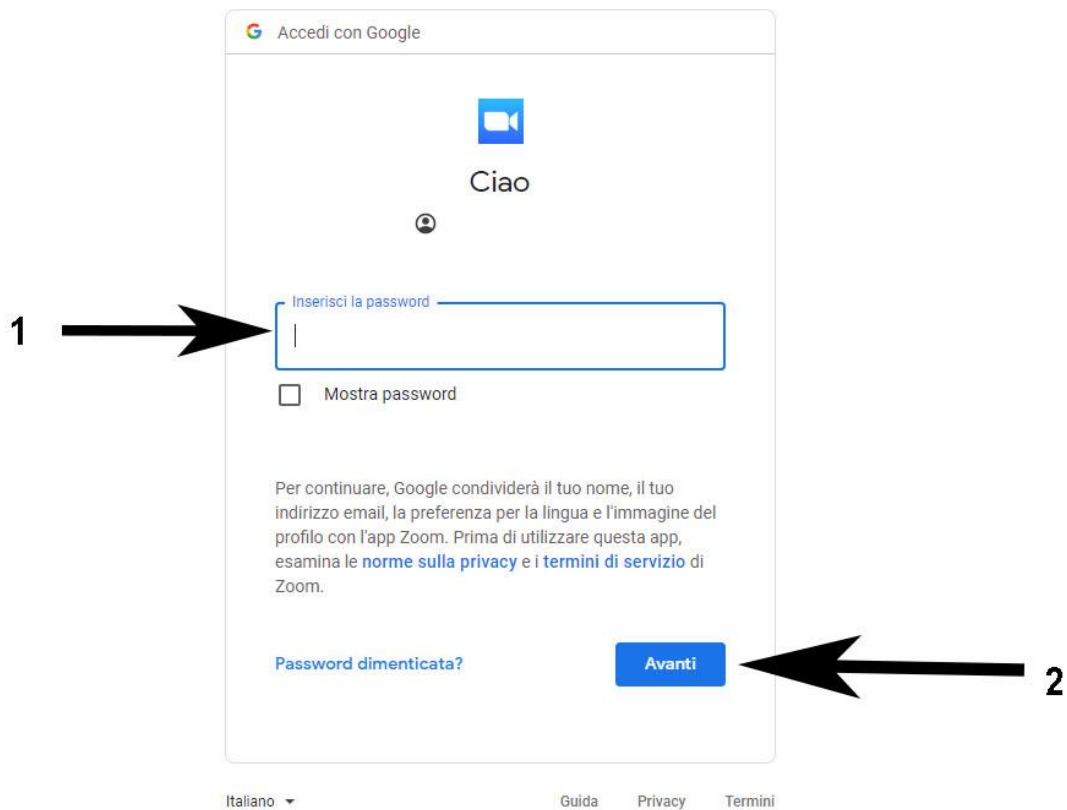 Accedi con Google
Ciao
1
Inserisci la password
Mostra password
Per continuare, Google condividerà il tuo nome, il tuo
indirizzo email, la preferenza per la lingua e l'immagine del
profilo con l'app Zoom. Prima di utilizzare questa app,
esamina le norme sulla privacy e i termini di servizio di
Zoom.
Password dimenticata?
Avanti
2
Italiano
Guida
Privacy
Termini